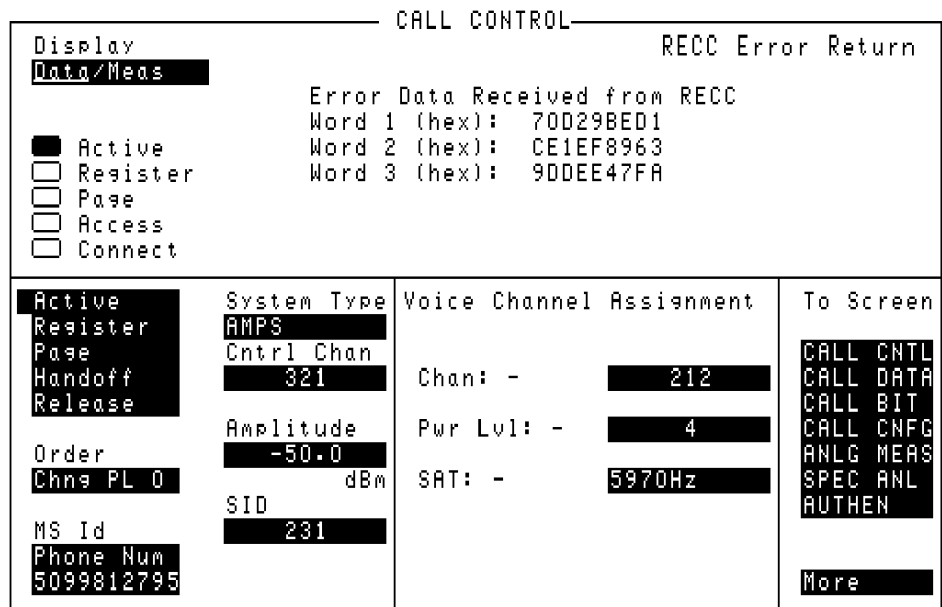 CALL CONTROL
Display
Data/Meas
RECC Error Return
Error Data Received from RECC
Word 1 (hex): 70D29BED1
Word 2 (hex): CE1EF8963
Word 3 (hex): 9DDEE47FA
Active
Register
Page
Access
Connect
Active
Register
Page
Handoff
Release
Order
Chng PL 0
MS Id
Phone Num
5099812795
System Type
AMPS
Cntrl Chan
321
Amplitude
-50.0
dBm
SID
231
Voice Channel Assignment
Chan: - 212
Pwr Lvl: - 4
SAT: - 5970Hz
To Screen
CALL CNTL
CALL DATA
CALL BIT
CALL CNFG
ANLG MEAS
SPEC ANL
AUTHEN
More